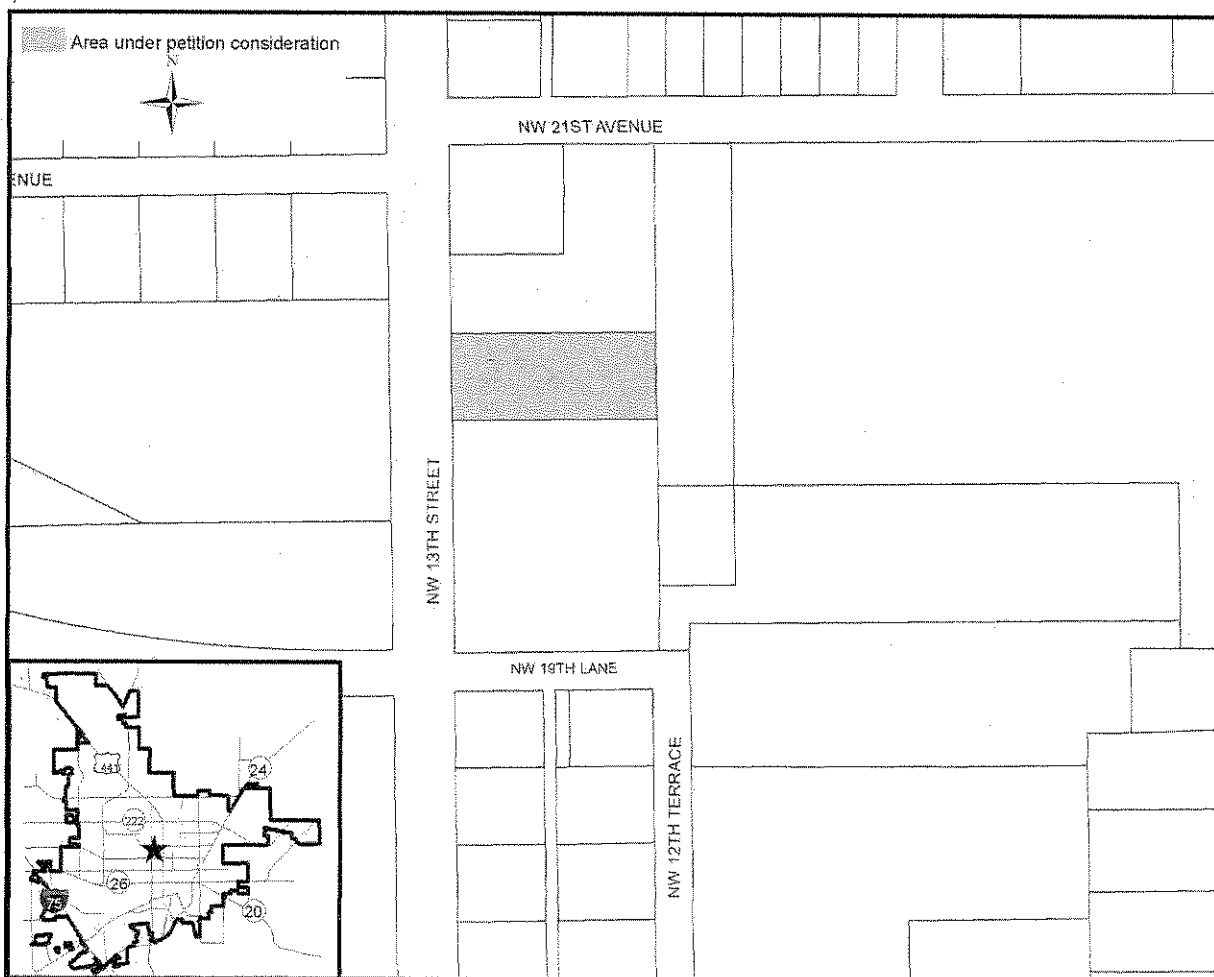 Area under petition consideration
N
NW 21ST AVENUE
ENUE
NW 13TH STREET
NW 19TH LANE
NW 12TH TERRACE
441
24
222
26
75
20